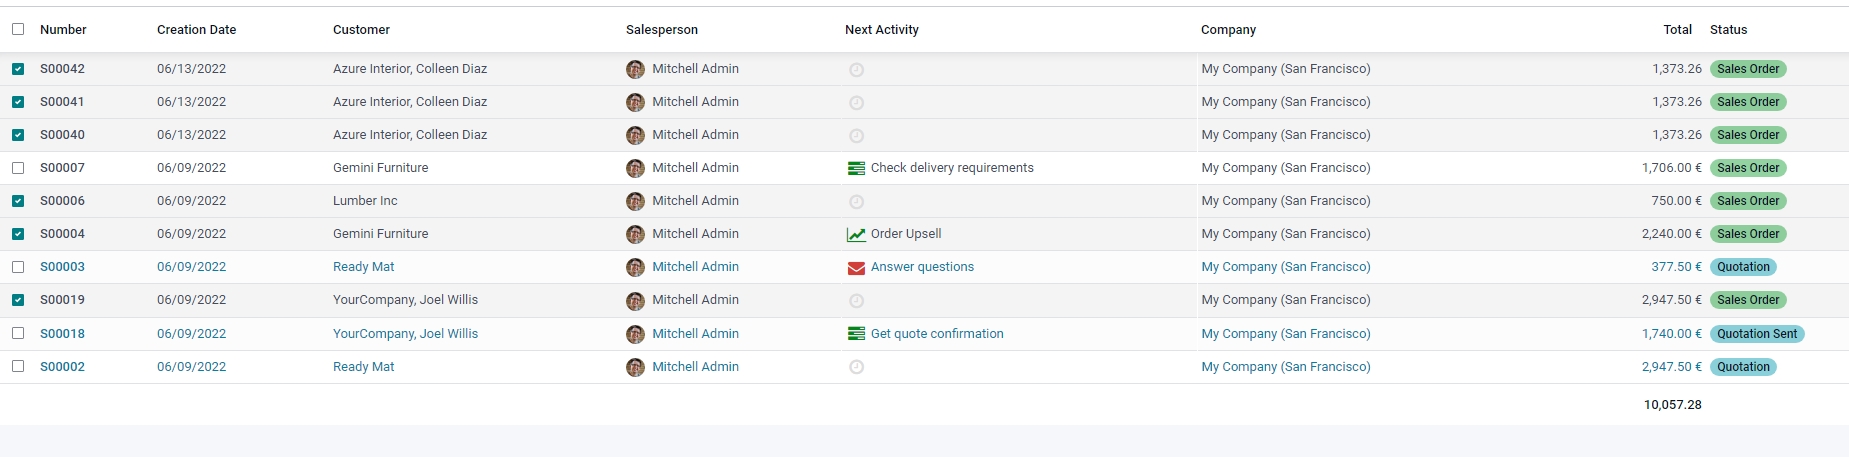 Number Creation Date Customer Salesperson Next Activity Company Total Status
S00042 06/13/2022 Azure Interior, Colleen Diaz Mitchell Admin My Company (San Francisco) 1,373.26 Sales Order
S00041 06/13/2022 Azure Interior, Colleen Diaz Mitchell Admin My Company (San Francisco) 1,373.26 Sales Order
S00040 06/13/2022 Azure Interior, Colleen Diaz Mitchell Admin My Company (San Francisco) 1,373.26 Sales Order
S00007 06/09/2022 Gemini Furniture Mitchell Admin Check delivery requirements My Company (San Francisco) 1,706.00 € Sales Order
S00006 06/09/2022 Lumber Inc Mitchell Admin My Company (San Francisco) 750.00 € Sales Order
S00004 06/09/2022 Gemini Furniture Mitchell Admin Order Upsell My Company (San Francisco) 2,240.00 € Sales Order
S00003 06/09/2022 Ready Mat Mitchell Admin Answer questions My Company (San Francisco) 377.50 € Quotation
S00019 06/09/2022 YourCompany, Joel Willis Mitchell Admin My Company (San Francisco) 2,947.50 € Sales Order
S00018 06/09/2022 YourCompany, Joel Willis Mitchell Admin Get quote confirmation My Company (San Francisco) 1,740.00 € Quotation Sent
S00002 06/09/2022 Ready Mat Mitchell Admin My Company (San Francisco) 2,947.50 € Quotation
10,057.28